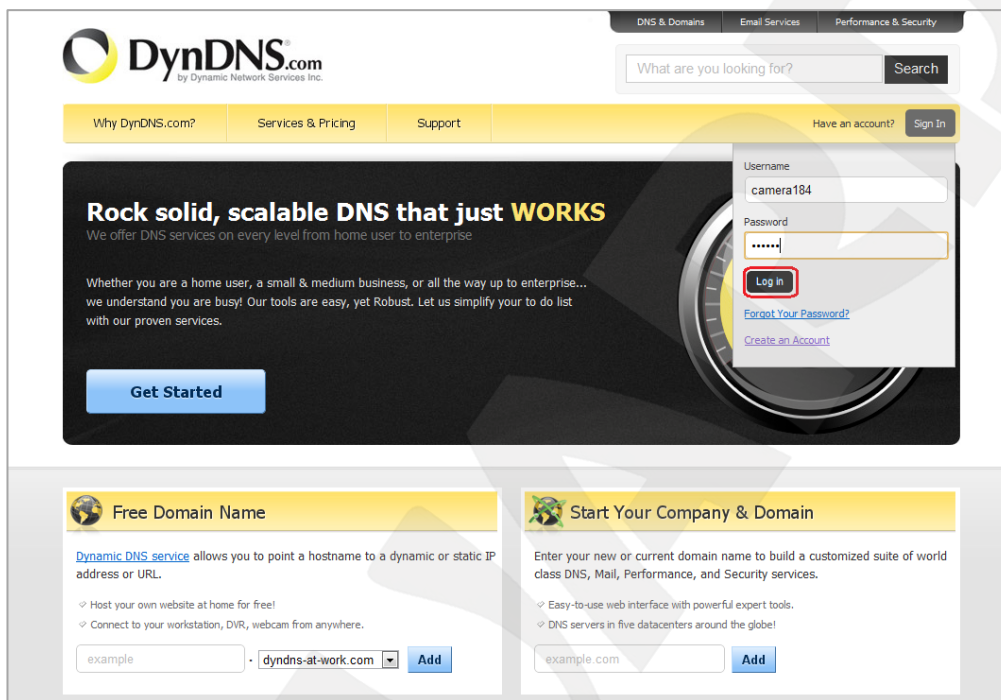 DNS & Domains Email Services Performance & Security
DynDNS.com
by Dynamic Network Services Inc.
What are you looking for? Search
Why DynDNS.com? Services & Pricing Support Have an account? Sign In
Username
camera184
Password
••••••
Log in
Forgot Your Password?
Create an Account
Rock solid, scalable DNS that just WORKS
We offer DNS services on every level from home user to enterprise
Whether you are a home user, a small & medium business, or all the way up to enterprise...
we understand you are busy! Our tools are easy, yet Robust. Let us simplify your to do list
with our proven services.
Get Started
Free Domain Name
Dynamic DNS service allows you to point a hostname to a dynamic or static IP
address or URL.
Host your own website at home for free!
Connect to your workstation, DVR, webcam from anywhere.
example . dyndns-at-work.com Add
Start Your Company & Domain
Enter your new or current domain name to build a customized suite of world
class DNS, Mail, Performance, and Security services.
Easy-to-use web interface with powerful expert tools.
DNS servers in five datacenters around the globe!
example.com Add